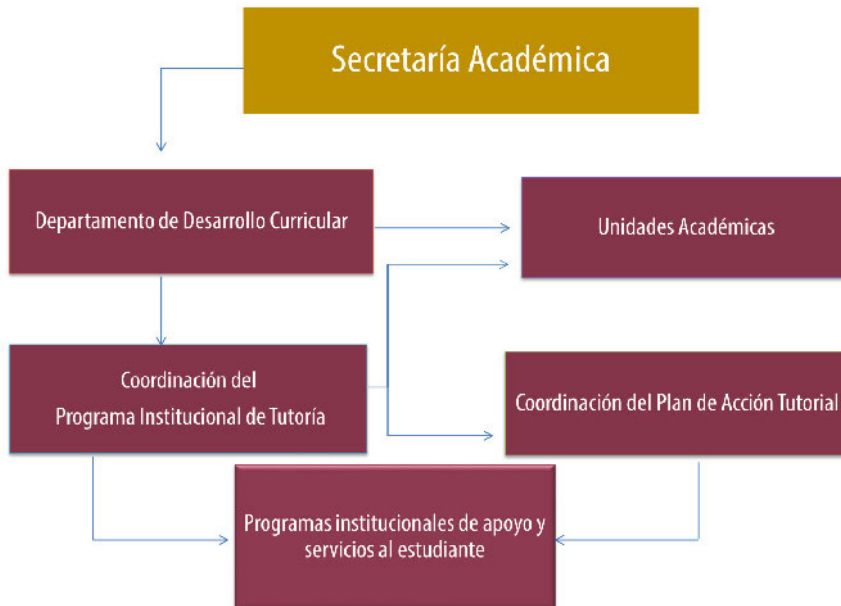 Secretaría Académica
Departamento de Desarrollo Curricular
Unidades Académicas
Coordinación del
Programa Institucional de Tutoría
Coordinación del Plan de Acción Tutorial
Programas institucionales de apoyo y
servicios al estudiante